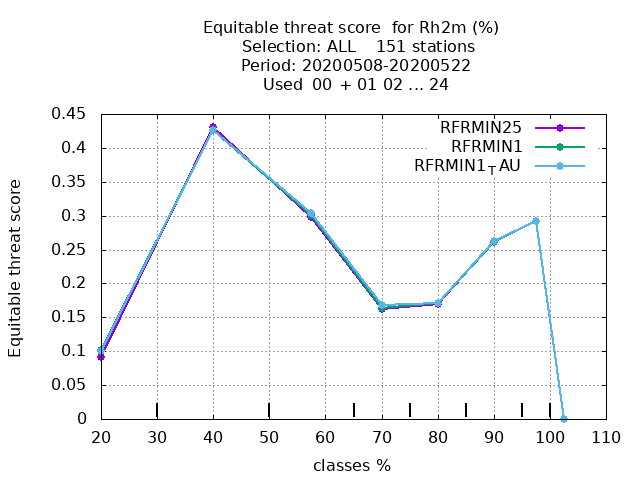 Equitable threat score  for Rh2m (%)
Selection: ALL    151 stations
Period: 20200508-20200522
Used  00  + 01 02 ... 24
RFRMIN25
RFRMIN1
RFRMIN1TAU
Equitable threat score
0.45
0.4
0.35
0.3
0.25
0.2
0.15
0.1
0.05
0
20 30 40 50 60 70 80 90 100 110
classes %